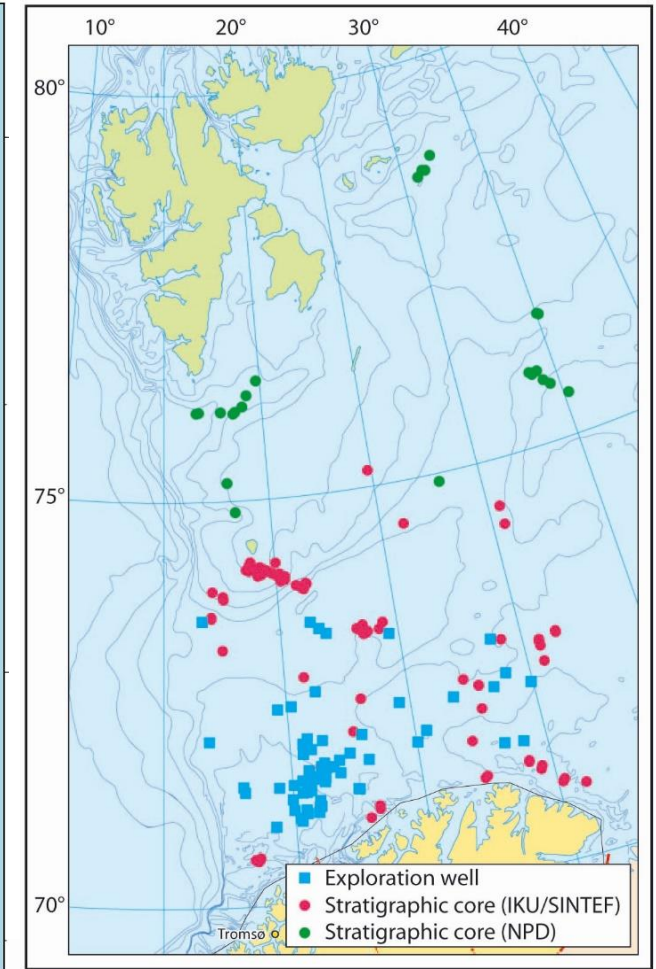 10° 20° 30° 40°
80°
75°
70°
Exploration well
Stratigraphic core (IKU/SINTEF)
Stratigraphic core (NPD)
Tromsø